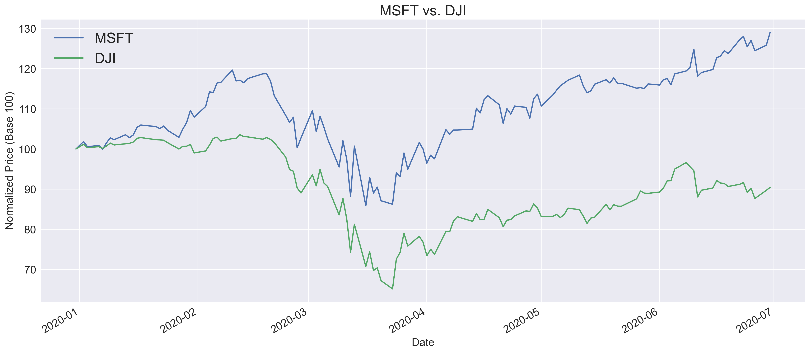 MSFT vs. DJI
MSFT
DJI
Normalized Price (Base 100)
130
120
110
100
90
80
70
2020-01
2020-02
2020-03
2020-04
2020-05
2020-06
2020-07
Date